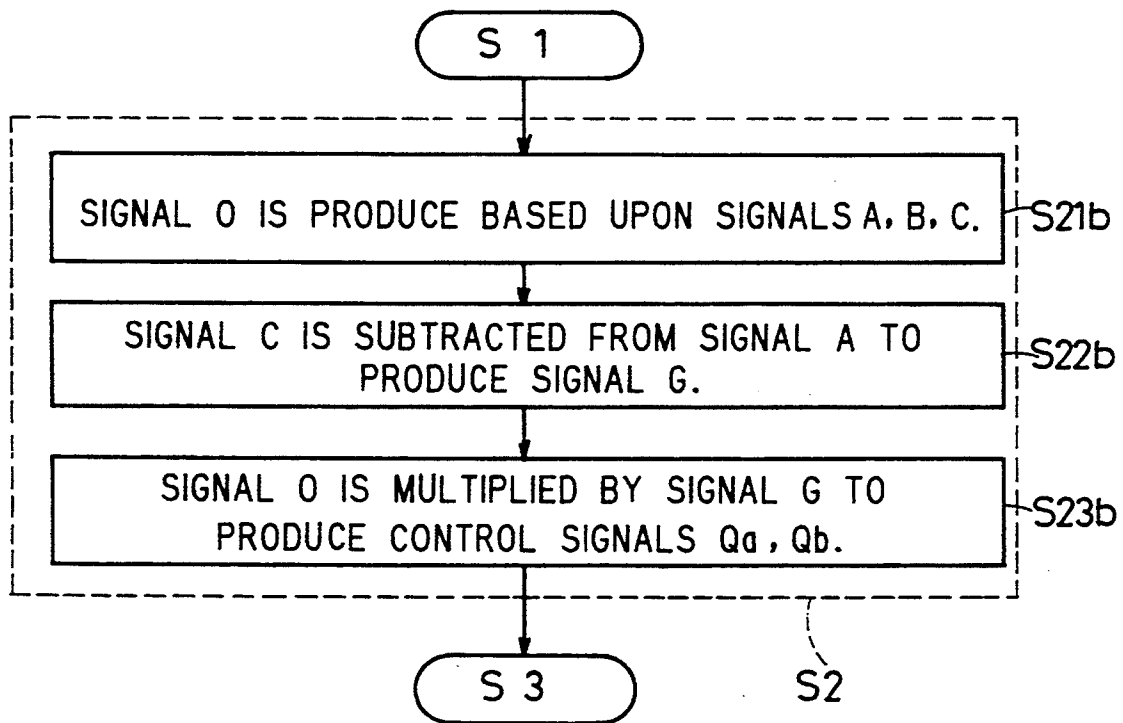 S 1
SIGNAL O IS PRODUCE BASED UPON SIGNALS A, B, C.
S21b
SIGNAL C IS SUBTRACTED FROM SIGNAL A TO
PRODUCE SIGNAL G.
S22b
SIGNAL O IS MULTIPLIED BY SIGNAL G TO
PRODUCE CONTROL SIGNALS Qa, Qb.
S23b
S 3
S2